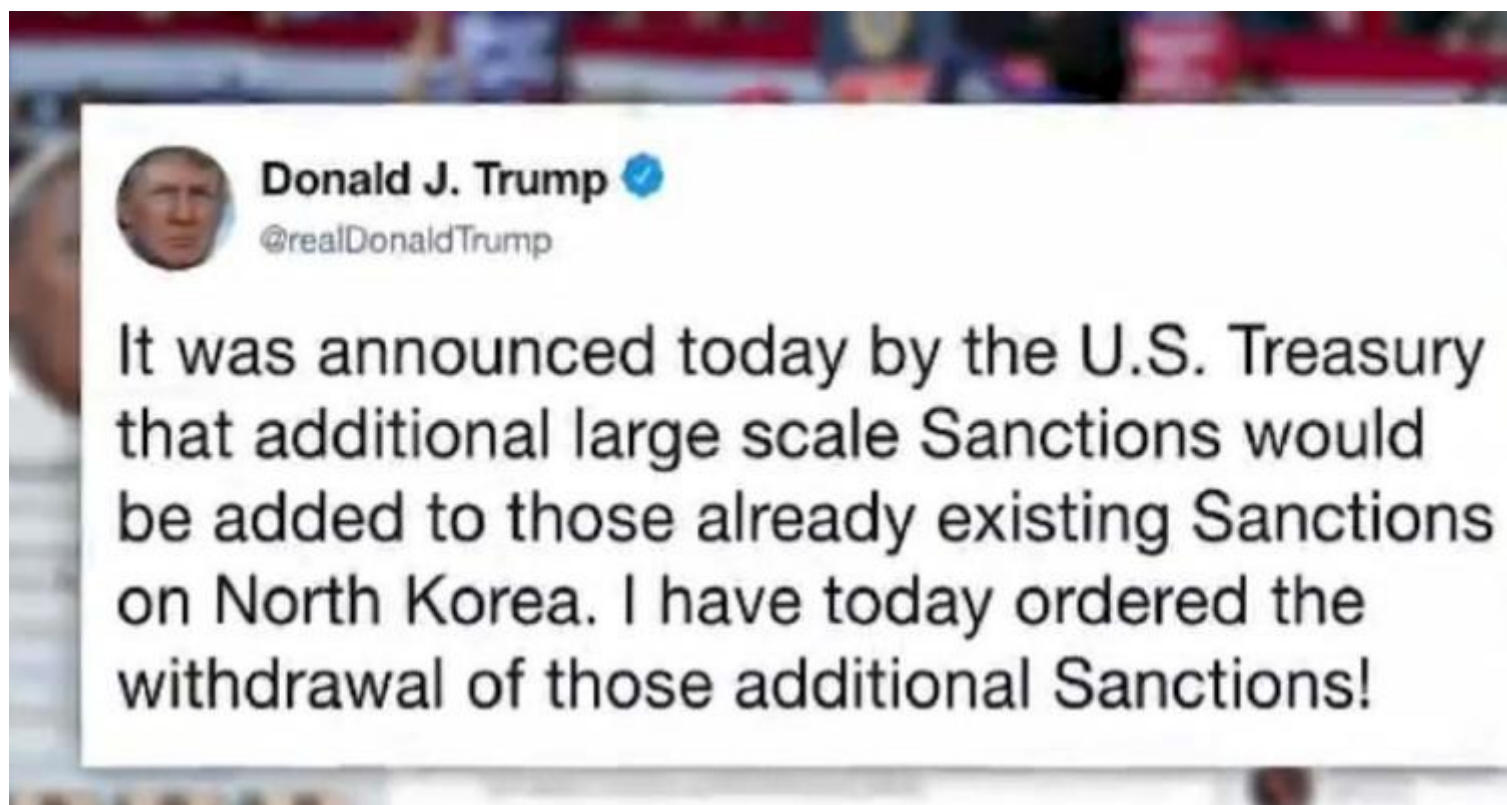 Donald J. Trump
@realDonaldTrump
It was announced today by the U.S. Treasury
that additional large scale Sanctions would
be added to those already existing Sanctions
on North Korea. I have today ordered the
withdrawal of those additional Sanctions!